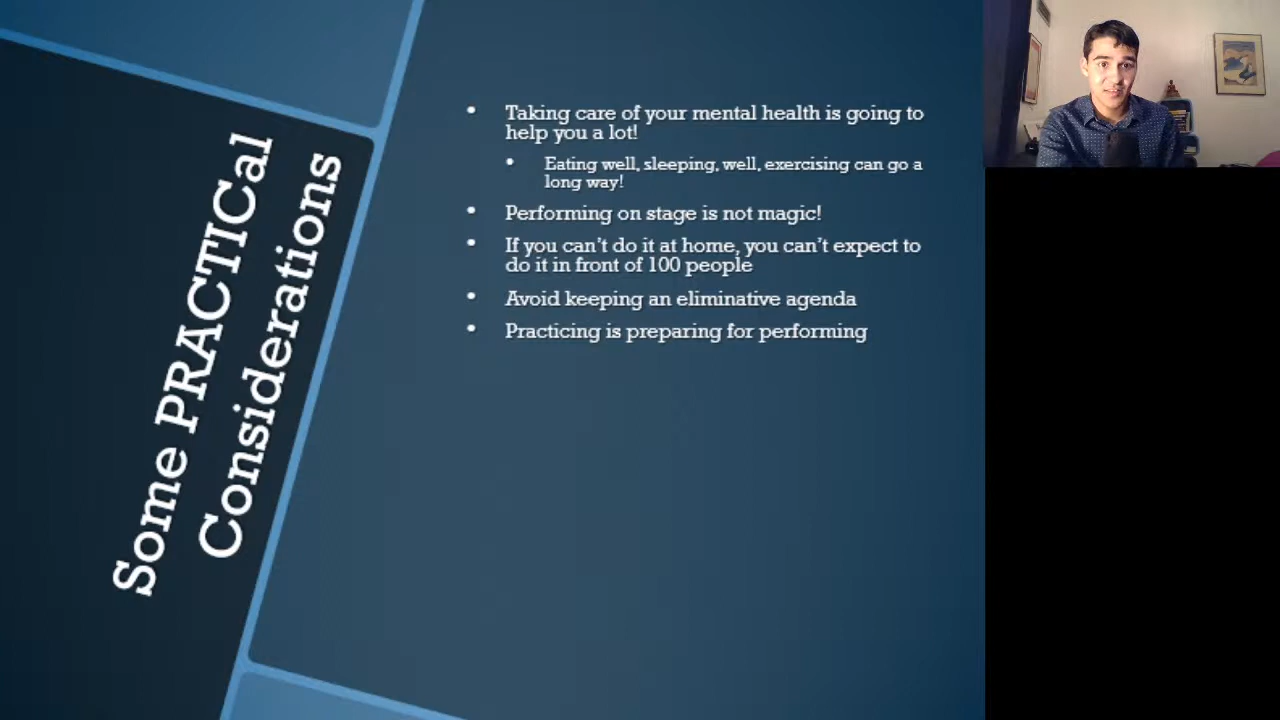 Some PRACTICal
Considerations
• Taking care of your mental health is going to
help you a lot!
• Eating well, sleeping, well, exercising can go a
long way!
• Performing on stage is not magic!
• If you can't do it at home, you can't expect to
do it in front of 100 people
• Avoid keeping an eliminative agenda
• Practicing is preparing for performing